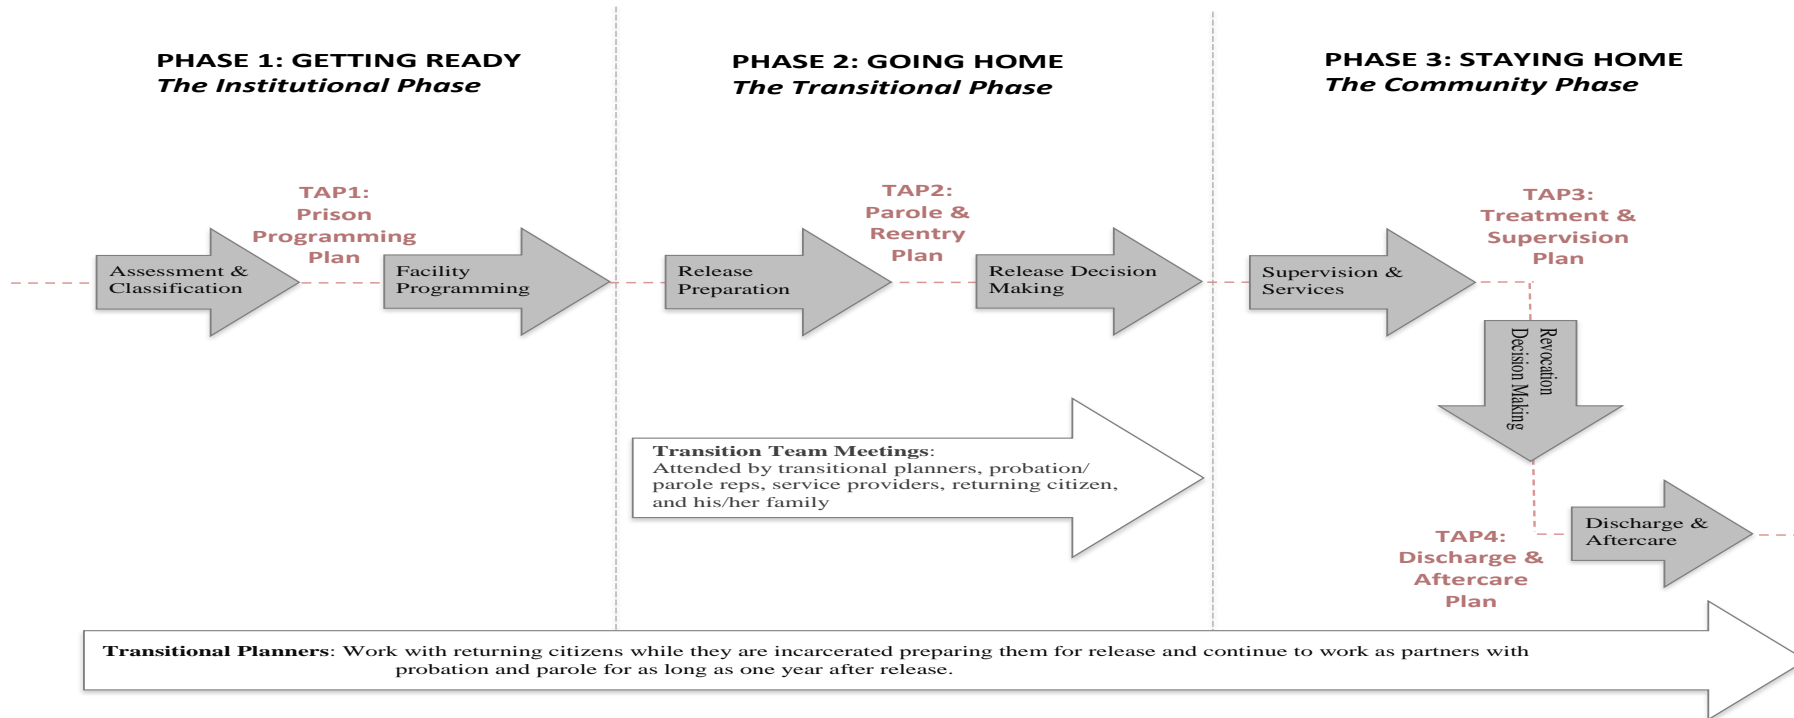 PHASE 1: GETTING READY
The Institutional Phase
PHASE 2: GOING HOME
The Transitional Phase
PHASE 3: STAYING HOME
The Community Phase
TAP1:
Prison
Programming
Plan
Assessment &
Classification
Facility
Programming
TAP2:
Parole &
Reentry
Plan
Release
Preparation
Release Decision
Making
TAP3:
Treatment &
Supervision
Plan
Supervision &
Services
Revocation
Decision Making
Transition Team Meetings:
Attended by transitional planners, probation/
parole reps, service providers, returning citizen,
and his/her family
TAP4:
Discharge &
Aftercare
Plan
Discharge &
Aftercare
Transitional Planners: Work with returning citizens while they are incarcerated preparing them for release and continue to work as partners with
probation and parole for as long as one year after release.